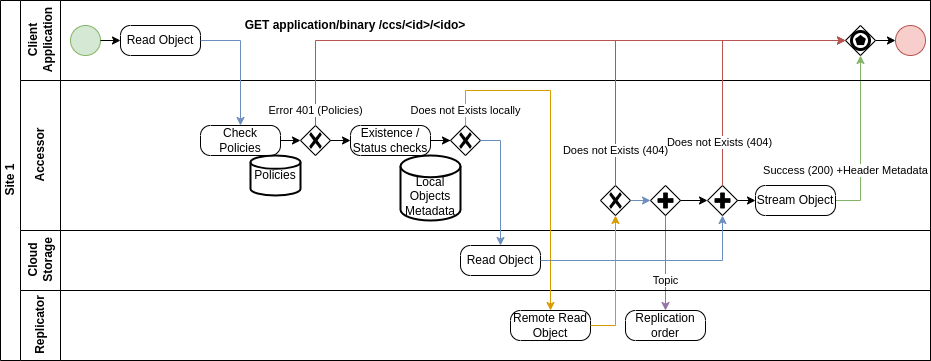 GET application/binary /ccs/<id>/<ido>
Client
Application
Read Object
Site 1
Accessor
Error 401 (Policies)
Does not Exists locally
Check
Policies
Existence /
Status checks
Policies
Local
Objects
Metadata
Does not Exists (404)
Does not Exists (404)
Success (200) +Header Metadata
Stream Object
Cloud
Storage
Read Object
Topic
Replicator
Remote Read
Object
Replication
order